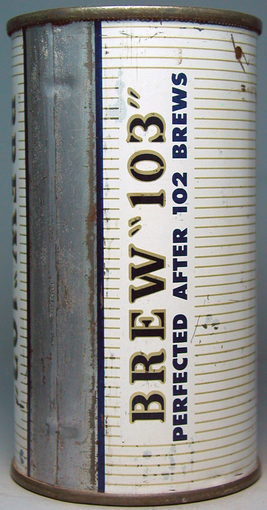 BREW "103"
PERFECTED AFTER 102 BREWS